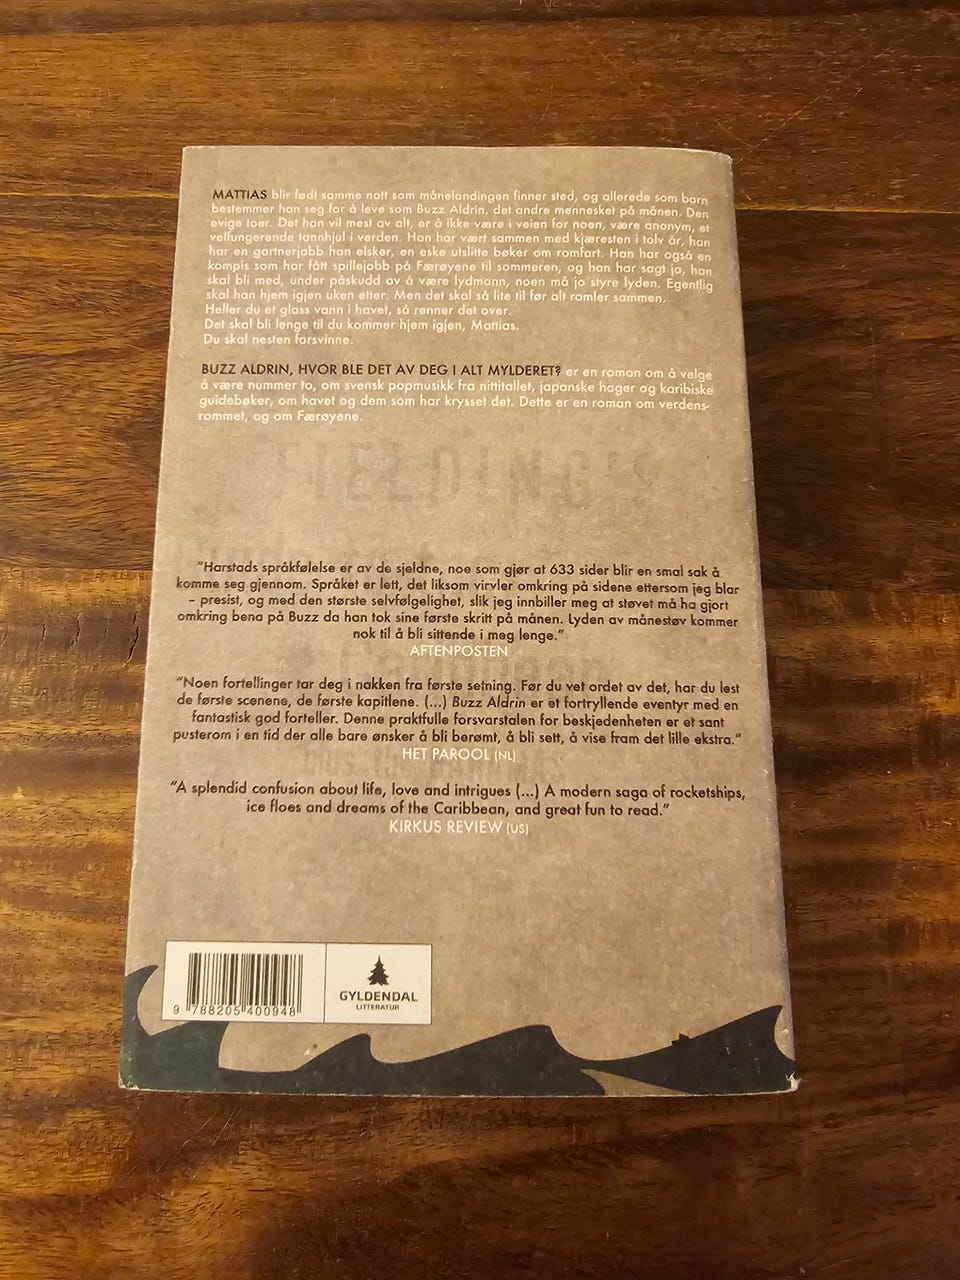 MATTIAS blir født samme natt som månelandingen finner sted, og allerede som barn
bestemmer han seg for å leve som Buzz Aldrin, det andre mennesket på månen. Den
evige toer. Det han vil mest av alt, er å ikke være i veien for noen, være anonym, et
velfungerende tannhjul i verden. Han har vært sammen med kjæresten i tolv år, han
har en gartnerjobb han elsker, en eske utslitte bøker om romfart. Han har også en
kompis som har fått spillejobb på Færøyene til sommeren, og han har sagt ja, han
skal bli med, under påskudd av å være lydmann, noen må jo styre lyden. Egentlig
skal han hjem igjen uken etter. Men det skal så lite til før alt ramler sammen.
Heller du et glass vann i havet, så renner det over.
Det skal bli lenge til du kommer hjem igjen, Mattias.
Du skal nesten forsvinne.
BUZZ ALDRIN, HVOR BLE DET AV DEG I ALT MYLDERET? er en roman om å velge
å være nummer to, om svensk popmusikk fra nittitallet, japanske hager og karibiske
guidebøker, om havet og dem som har krysset det. Dette er en roman om verdens-
rommet, og om Færøyene.
FIELDING'S
"Harstads språkfølelse er av de sjeldne, noe som gjør at 633 sider blir en smal sak å
komme seg gjennom. Språket er lett, det liksom virvler omkring på sidene ettersom jeg blar
– presist, og med den største selvfølgelighet, slik jeg innbiller meg at støvet må ha gjort
omkring bena på Buzz da han tok sine første skritt på månen. Lyden av månestøv kommer
nok til å bli sittende i meg lenge."
AFTENPOSTEN
"Noen fortellinger tar deg i nakken fra første setning. Før du vet ordet av det, har du lest
de første scenene, de første kapitlene. (...) Buzz Aldrin er et fortryllende eventyr med en
fantastisk god forteller. Denne praktfulle forsvarstalen for beskjedenheten er et sant
pusterom i en tid der alle bare ønsker å bli berømt, å bli sett, å vise fram det lille ekstra."
HET PAROOL (NL)
"A splendid confusion about life, love and intrigues (...) A modern saga of rocketships,
ice floes and dreams of the Caribbean, and great fun to read."
KIRKUS REVIEW (US)
9 788205 400948
GYLDENDAL
LITTERATUR